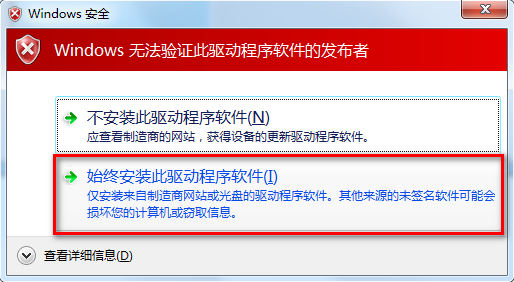 Windows 安全
Windows 无法验证此驱动程序软件的发布者
不安装此驱动程序软件(N)
应查看制造商的网站，获得设备的更新驱动程序软件。
始终安装此驱动程序软件(I)
仅安装来自制造商网站或光盘的驱动程序软件。其他来源的未签名软件可能会
损坏您的计算机或窃取信息。
查看详细信息(D)